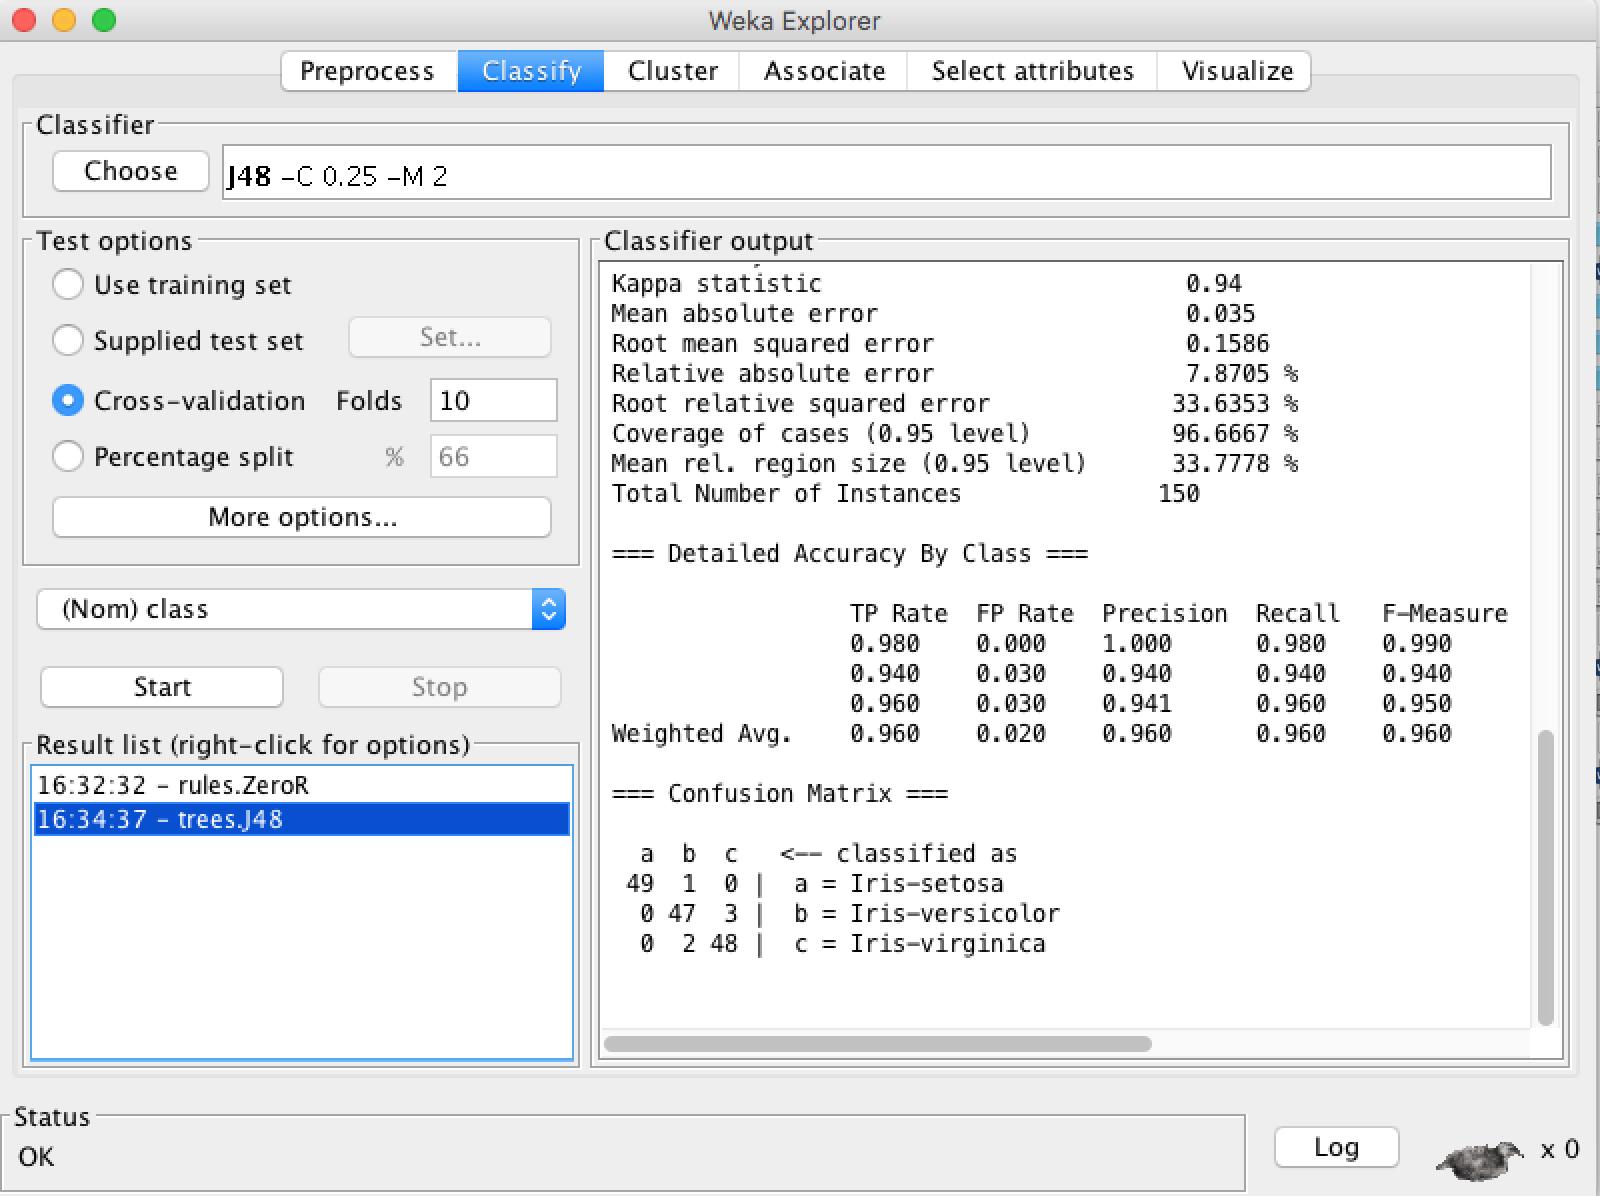 Weka Explorer
Preprocess Classify Cluster Associate Select attributes Visualize
Classifier
Choose J48 -C 0.25 -M 2
Test options
Use training set
Supplied test set Set...
Cross-validation Folds 10
Percentage split % 66
More options...
(Nom) class
Start Stop
Result list (right-click for options)
16:32:32 - rules.ZeroR
16:34:37 - trees.J48
Classifier output
Kappa statistic 0.94
Mean absolute error 0.035
Root mean squared error 0.1586
Relative absolute error 7.8705 %
Root relative squared error 33.6353 %
Coverage of cases (0.95 level) 96.6667 %
Mean rel. region size (0.95 level) 33.7778 %
Total Number of Instances 150
=== Detailed Accuracy By Class ===
TP Rate FP Rate Precision Recall F-Measure
0.980 0.000 1.000 0.980 0.990
0.940 0.030 0.940 0.940 0.940
0.960 0.030 0.941 0.960 0.950
Weighted Avg. 0.960 0.020 0.960 0.960 0.960
=== Confusion Matrix ===
a b c <-- classified as
49 1 0 | a = Iris-setosa
0 47 3 | b = Iris-versicolor
0 2 48 | c = Iris-virginica
Status
OK
Log x 0